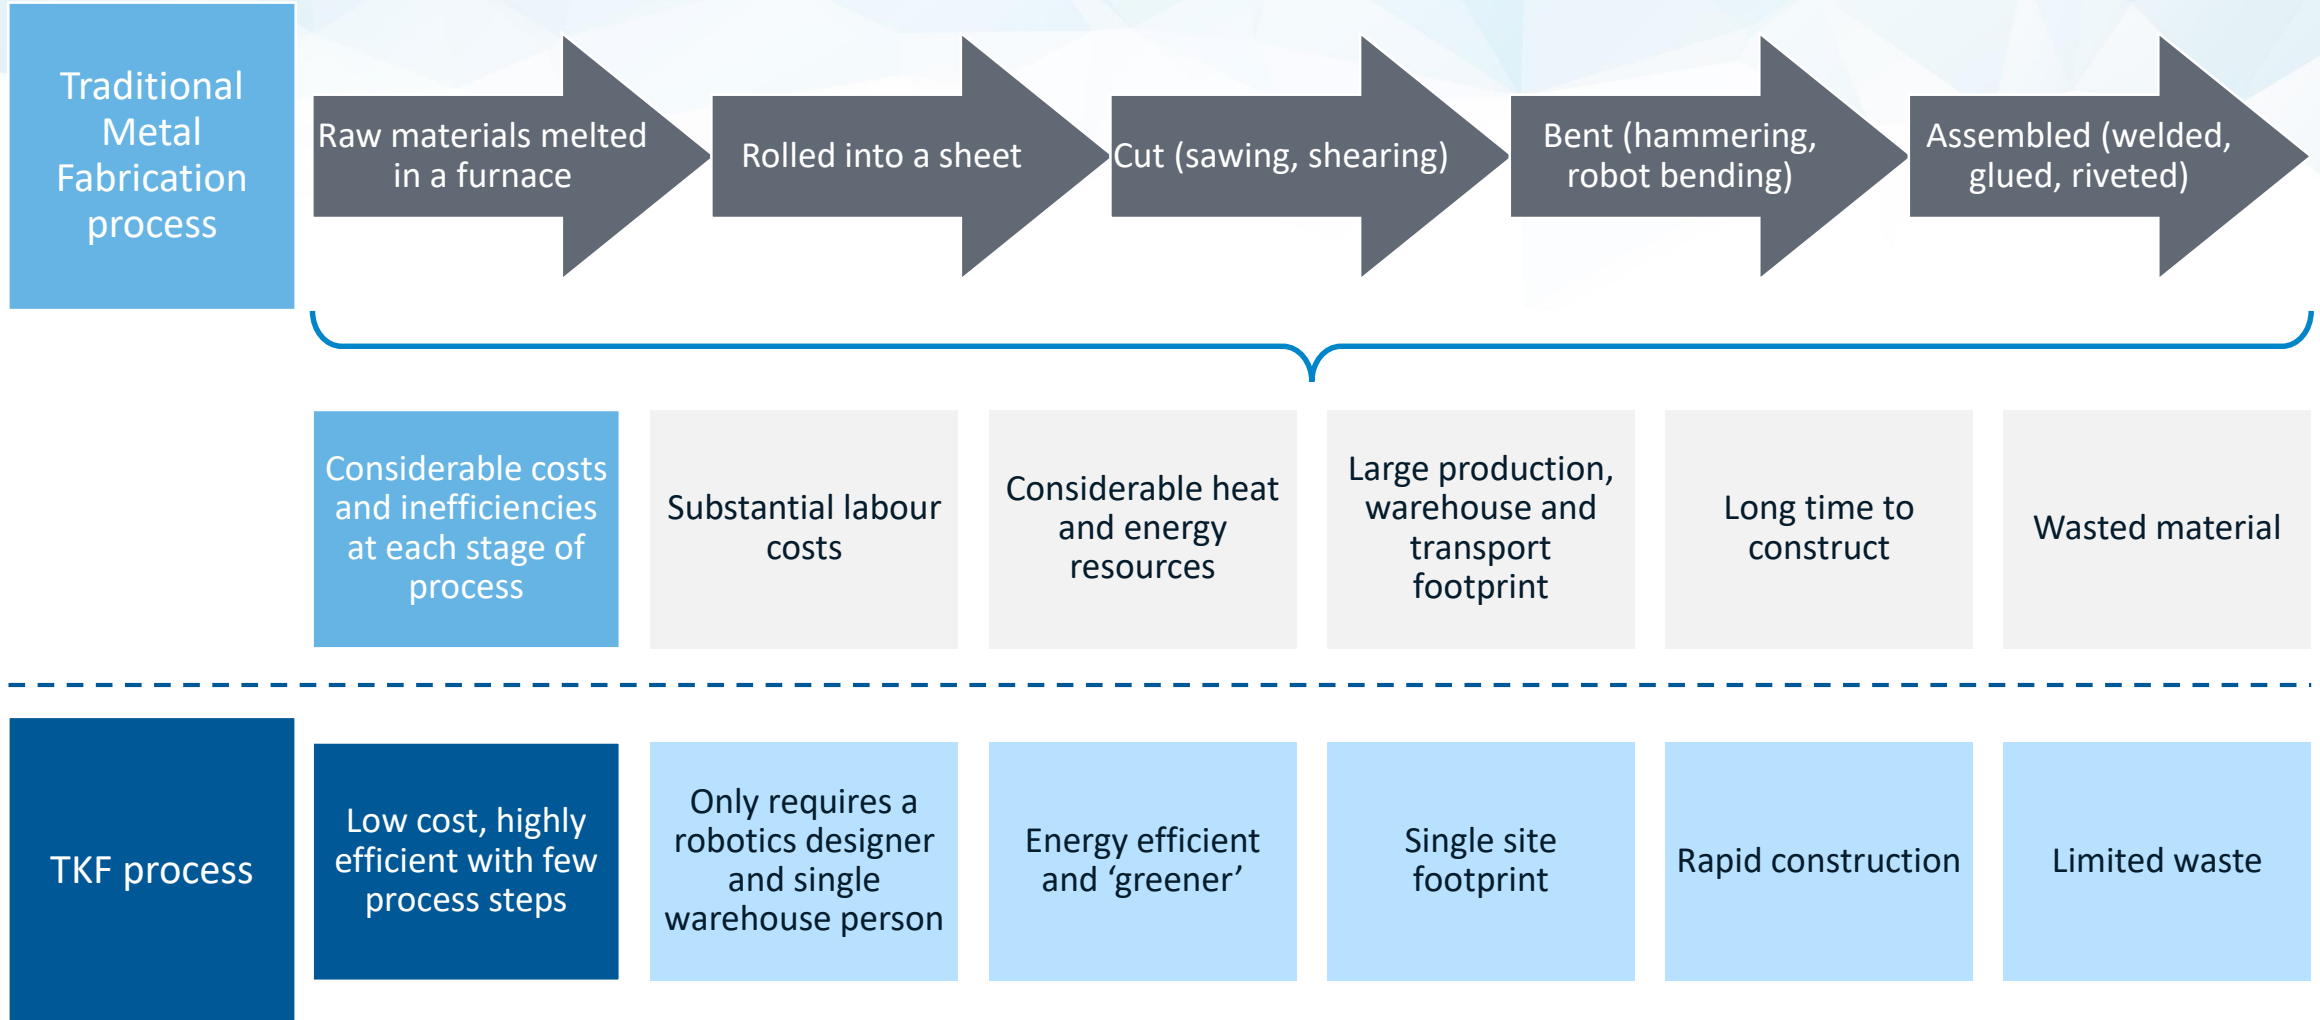 Traditional
Metal
Fabrication
process
Raw materials melted
in a furnace
Rolled into a sheet
Cut (sawing, shearing)
Bent (hammering,
robot bending)
Assembled (welded,
glued, riveted)
Considerable costs
and inefficiencies
at each stage of
process
Substantial labour
costs
Considerable heat
and energy
resources
Large production,
warehouse and
transport
footprint
Long time to
construct
Wasted material
TKF process
Low cost, highly
efficient with few
process steps
Only requires a
robotics designer
and single
warehouse person
Energy efficient
and ‘greener’
Single site
footprint
Rapid construction
Limited waste